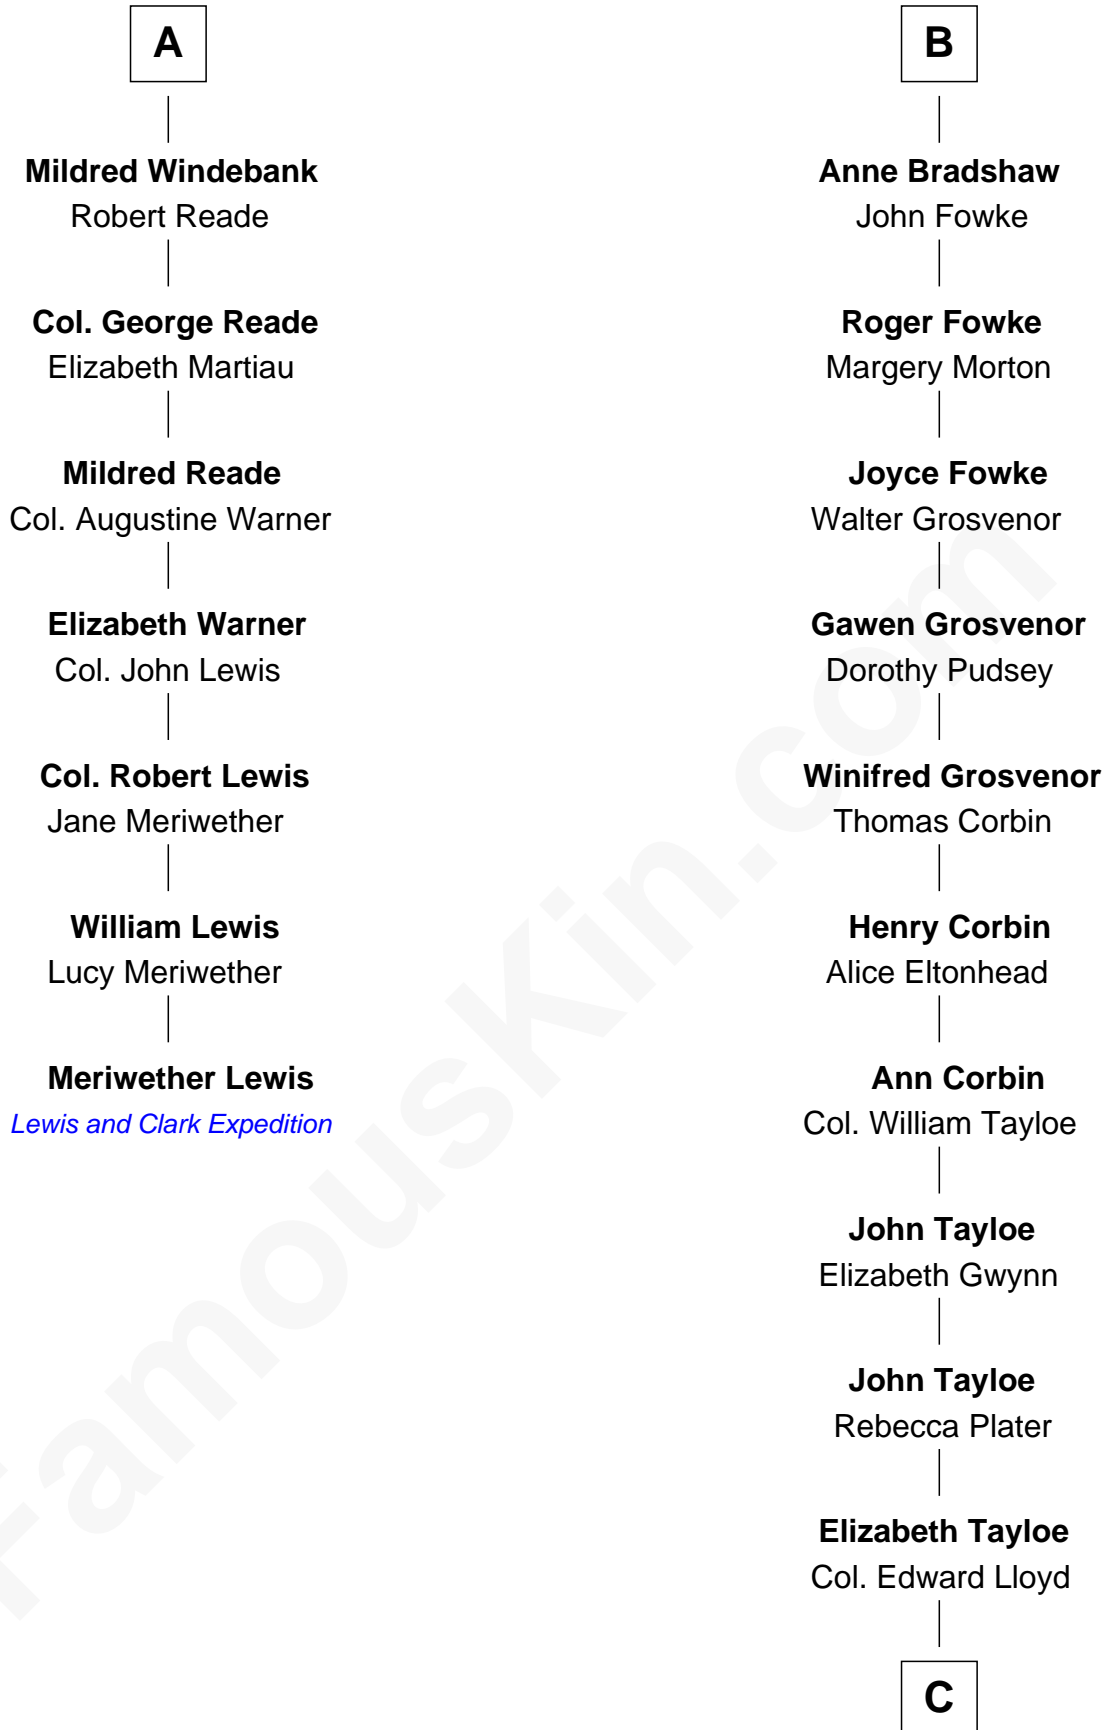 A
Mildred Windebank
Robert Reade
Col. George Reade
Elizabeth Martiau
Mildred Reade
Col. Augustine Warner
Elizabeth Warner
Col. John Lewis
Col. Robert Lewis
Jane Meriwether
William Lewis
Lucy Meriwether
Meriwether Lewis
Lewis and Clark Expedition
B
Anne Bradshaw
John Fowke
Roger Fowke
Margery Morton
Joyce Fowke
Walter Grosvenor
Gawen Grosvenor
Dorothy Pudsey
Winifred Grosvenor
Thomas Corbin
Henry Corbin
Alice Eltonhead
Ann Corbin
Col. William Tayloe
John Tayloe
Elizabeth Gwynn
John Tayloe
Rebecca Plater
Elizabeth Tayloe
Col. Edward Lloyd
C
FamousKin.com